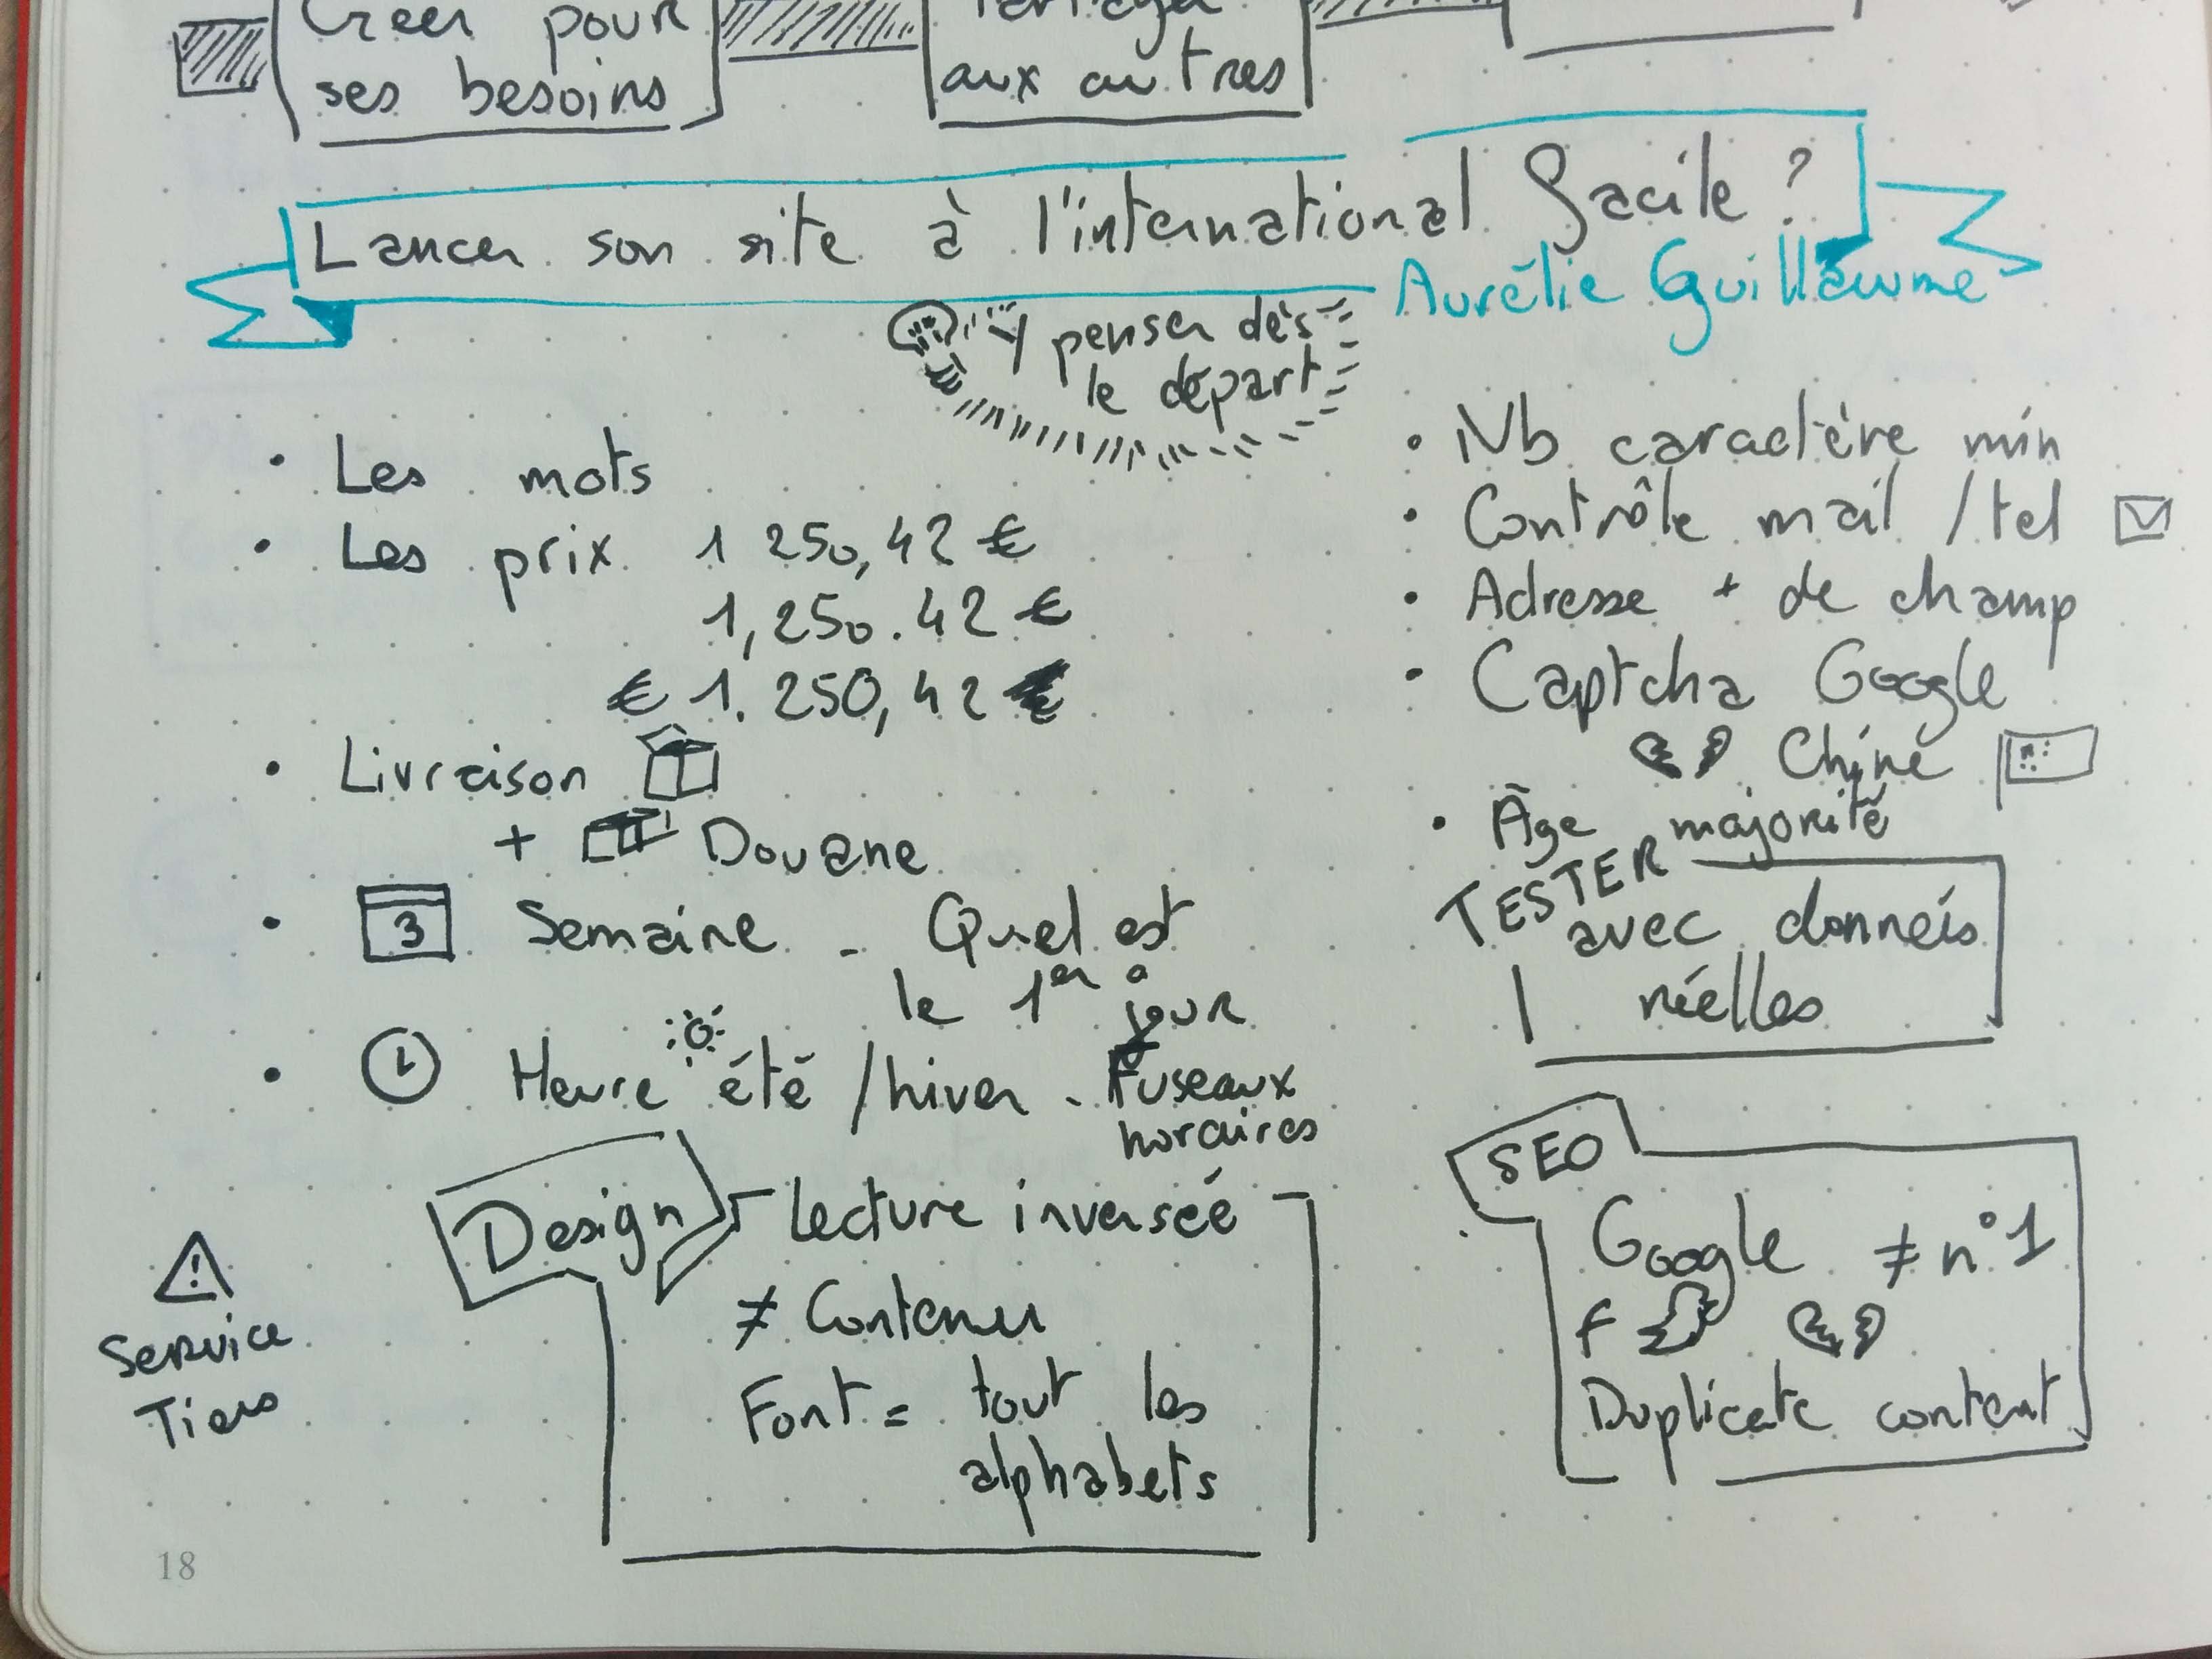 Créer pour
ses besoins
Partager
aux autres
Lancer son site à l'international facile ?
Aurélie Guillaume
Y penser dès
le départ
• Les mots
• Les prix 1 250,42 €
1,250.42 €
€ 1.250,42
• Livraison
+ Douane
• 3 Semaine - Quel est
le 1er jour
• Heure été / hiver - Fuseaux
horaires
• Nb caractère min
• Contrôle mail / tel
• Adresse + de champ
• Captcha Google
Chine
• Âge majorité
TESTER
avec donnéés
réelles
Design
Lecture inversée
≠ Contenu
Font = tout les
alphabets
! Service
Tiers
SEO
Google ≠ n°1
f
Duplicate content
18